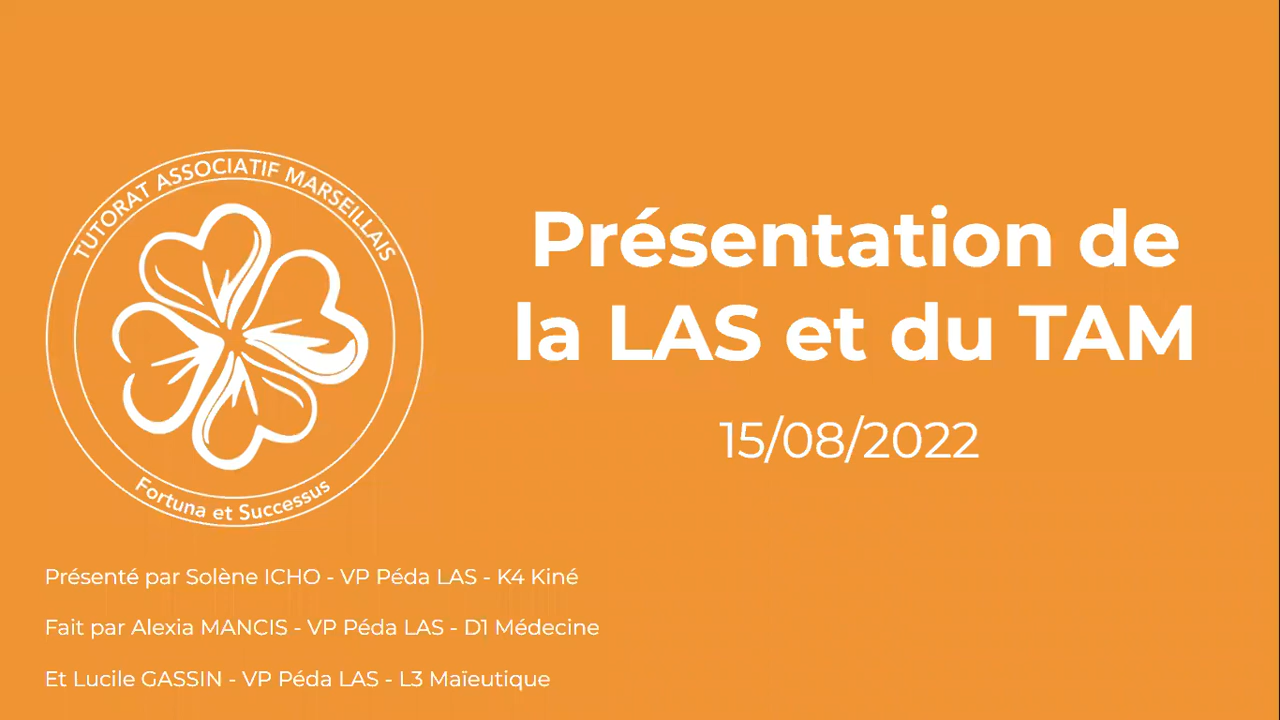 TUTORAT ASSOCIATIF MARSEILLAIS
Fortuna et Successus
Présentation de
la LAS et du TAM
15/08/2022
Présenté par Solène ICHO - VP Péda LAS - K4 Kiné
Fait par Alexia MANCIS - VP Péda LAS - D1 Médecine
Et Lucile GASSIN - VP Péda LAS - L3 Maïeutique